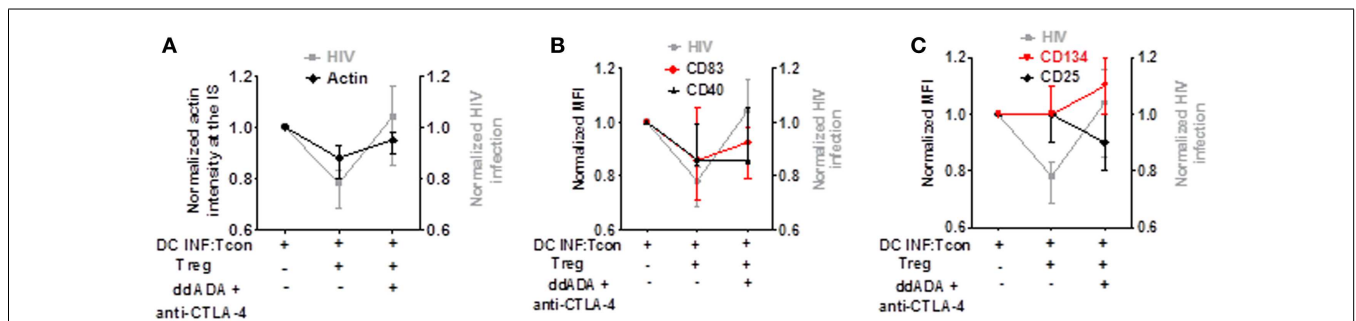 A
HIV
Actin
Normalized actin
intensity at the IS
1.2
1.0
0.8
0.6
1.2
1.0
0.8
0.6
Normalized HIV
infection
DC INF:Tcon + + +
Treg - + +
ddADA + - - +
anti-CTLA-4
B
HIV
CD83
CD40
Normalized MFI
1.2
1.0
0.8
0.6
1.2
1.0
0.8
0.6
Normalized HIV
infection
DC INF:Tcon + + +
Treg - + +
ddADA + - - +
anti-CTLA-4
C
HIV
CD134
CD25
Normalized MFI
1.2
1.0
0.8
0.6
1.2
1.0
0.8
0.6
Normalized HIV
infection
DC INF:Tcon + + +
Treg - + +
ddADA + - - +
anti-CTLA-4